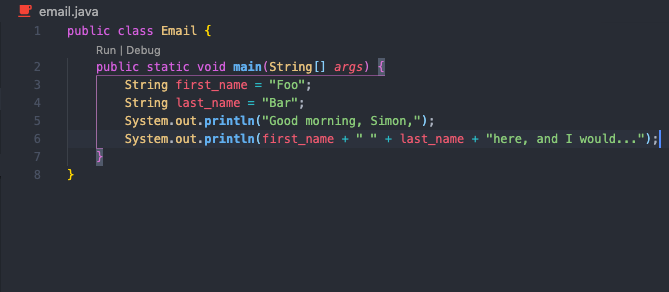 email.java
1 public class Email {
Run | Debug
2 public static void main(String[] args) {
3 String first_name = "Foo";
4 String last_name = "Bar";
5 System.out.println("Good morning, Simon,");
6 System.out.println(first_name + " " + last_name + "here, and I would...");
7 }
8 }